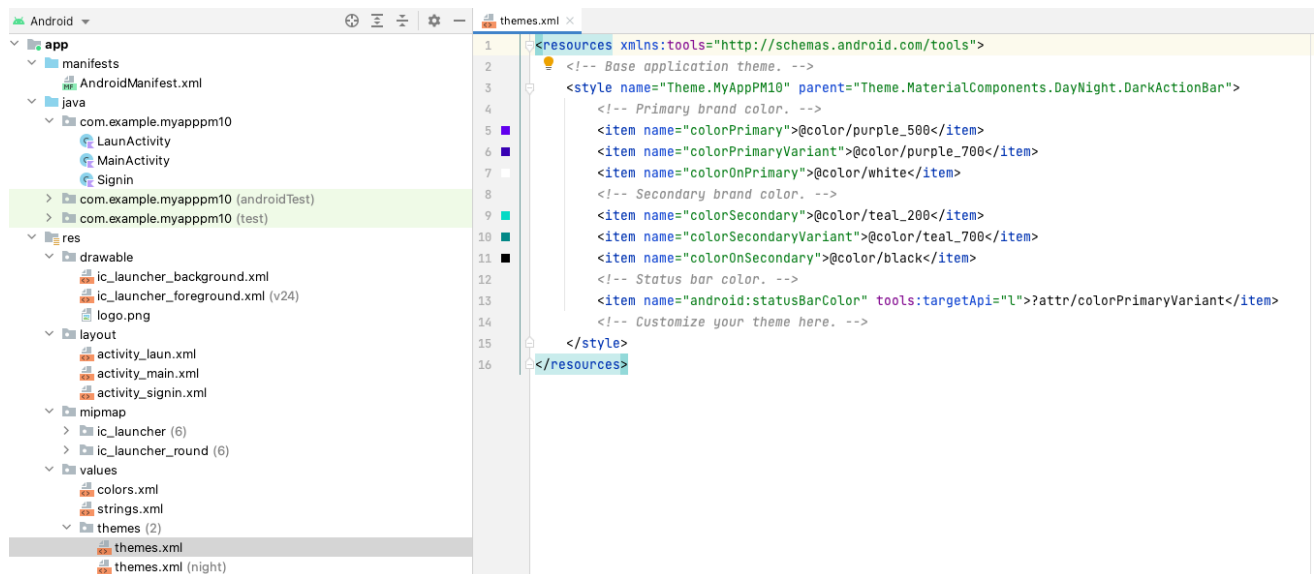 Android
app
manifests
AndroidManifest.xml
java
com.example.myapppm10
LaunActivity
MainActivity
Signin
com.example.myapppm10 (androidTest)
com.example.myapppm10 (test)
res
drawable
ic_launcher_background.xml
ic_launcher_foreground.xml (v24)
logo.png
layout
activity_laun.xml
activity_main.xml
activity_signin.xml
mipmap
ic_launcher (6)
ic_launcher_round (6)
values
colors.xml
strings.xml
themes (2)
themes.xml
themes.xml (night)
themes.xml
1 <resources xmlns:tools="http://schemas.android.com/tools">
2 <!-- Base application theme. -->
3 <style name="Theme.MyAppPM10" parent="Theme.MaterialComponents.DayNight.DarkActionBar">
4 <!-- Primary brand color. -->
5 <item name="colorPrimary">@color/purple_500</item>
6 <item name="colorPrimaryVariant">@color/purple_700</item>
7 <item name="colorOnPrimary">@color/white</item>
8 <!-- Secondary brand color. -->
9 <item name="colorSecondary">@color/teal_200</item>
10 <item name="colorSecondaryVariant">@color/teal_700</item>
11 <item name="colorOnSecondary">@color/black</item>
12 <!-- Status bar color. -->
13 <item name="android:statusBarColor" tools:targetApi="l">?attr/colorPrimaryVariant</item>
14 <!-- Customize your theme here. -->
15 </style>
16 </resources>